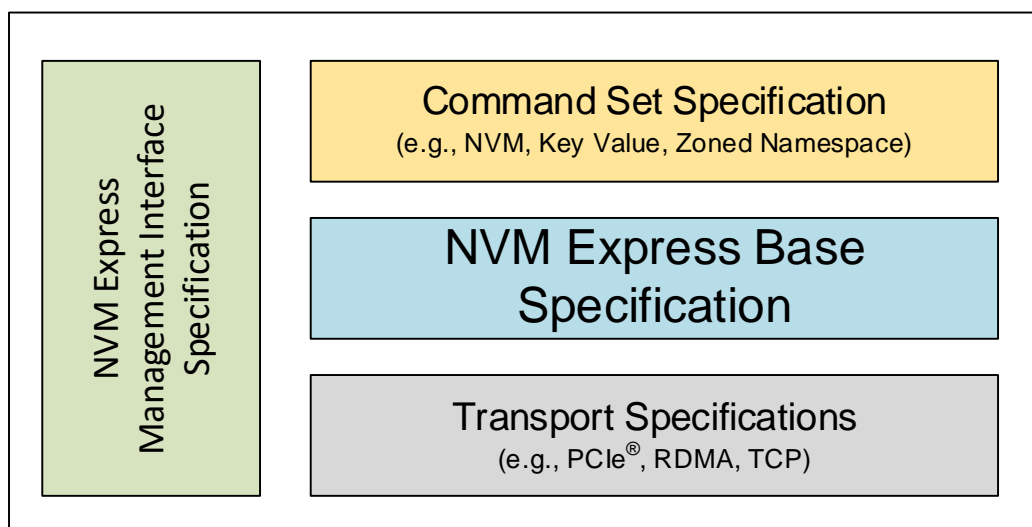 NVM Express
Management Interface
Specification
Command Set Specification
(e.g., NVM, Key Value, Zoned Namespace)
NVM Express Base
Specification
Transport Specifications
(e.g., PCIe®, RDMA, TCP)